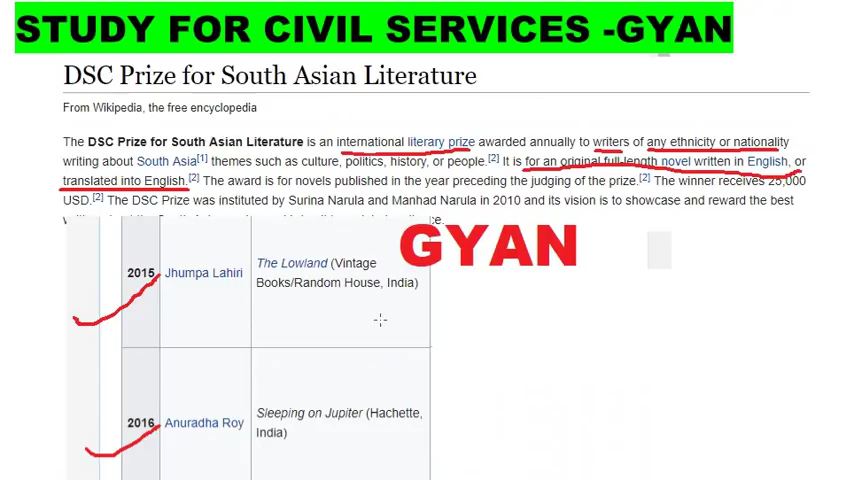 STUDY FOR CIVIL SERVICES -GYAN
DSC Prize for South Asian Literature
From Wikipedia, the free encyclopedia
The DSC Prize for South Asian Literature is an international literary prize awarded annually to writers of any ethnicity or nationality
writing about South Asia[1] themes such as culture, politics, history, or people.[2] It is for an original full-length novel written in English, or
translated into English.[2] The award is for novels published in the year preceding the judging of the prize.[2] The winner receives 25,000
USD.[2] The DSC Prize was instituted by Surina Narula and Manhad Narula in 2010 and its vision is to showcase and reward the best
GYAN
2015 Jhumpa Lahiri The Lowland (Vintage
Books/Random House, India)
2016 Anuradha Roy Sleeping on Jupiter (Hachette,
India)